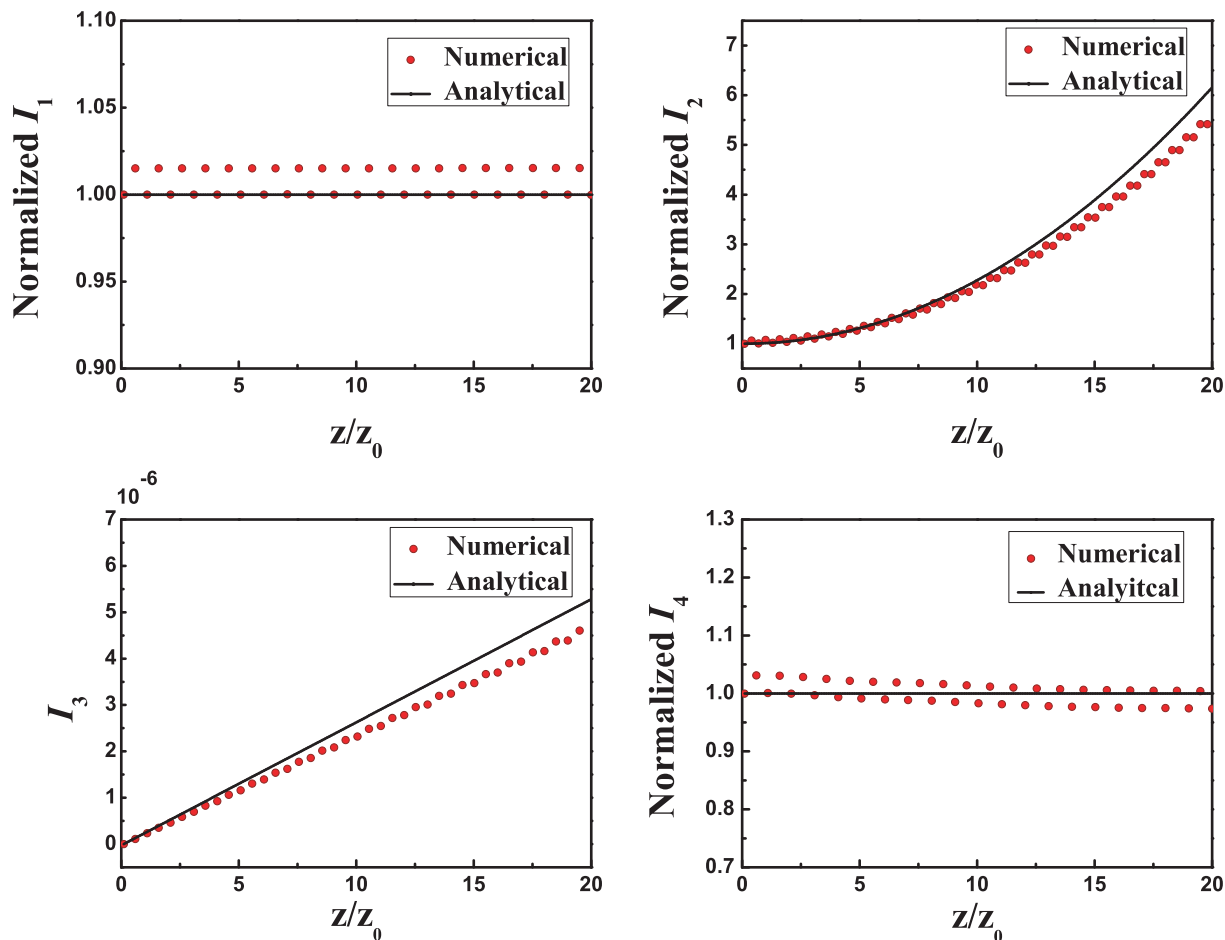 1.10
1.05
1.00
0.95
0.90
Normalized I1
Numerical
Analytical
0 5 10 15 20
z/z0
7
6
5
4
3
2
1
Normalized I2
Numerical
Analytical
0 5 10 15 20
z/z0
10-6
7
6
5
4
3
2
1
0
I3
Numerical
Analytical
0 5 10 15 20
z/z0
1.3
1.2
1.1
1.0
0.9
0.8
0.7
Normalized I4
Numerical
Analyitcal
0 5 10 15 20
z/z0